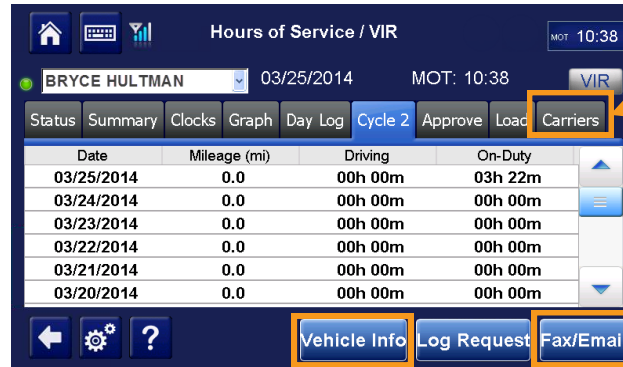 Hours of Service / VIR
MOT 10:38
BRYCE HULTMAN 03/25/2014 MOT: 10:38 VIR
Status Summary Clocks Graph Day Log Cycle 2 Approve Load Carriers
Date Mileage (mi) Driving On-Duty
03/25/2014 0.0 00h 00m 03h 22m
03/24/2014 0.0 00h 00m 00h 00m
03/23/2014 0.0 00h 00m 00h 00m
03/22/2014 0.0 00h 00m 00h 00m
03/21/2014 0.0 00h 00m 00h 00m
03/20/2014 0.0 00h 00m 00h 00m
? Vehicle Info Log Request Fax/Emai